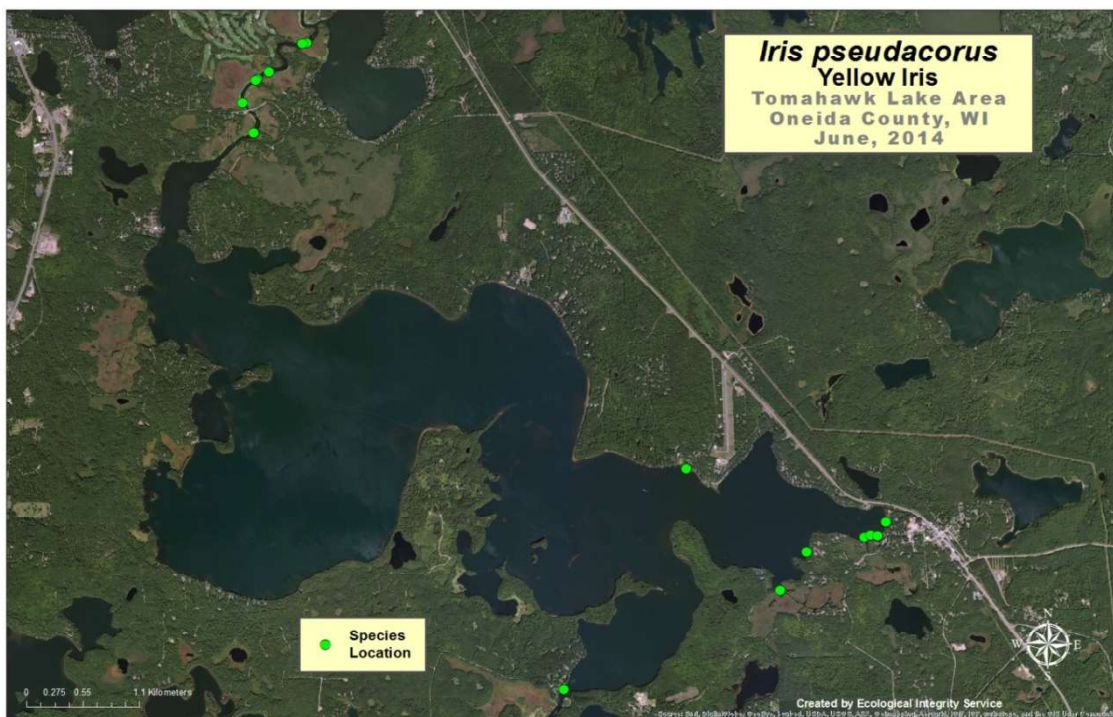 Iris pseudacorus
Yellow Iris
Tomahawk Lake Area
Oneida County, WI
June, 2014
Species
Location
N
W E
S
0 0.275 0.55 1.1 Kilometers
Created by Ecological Integrity Service